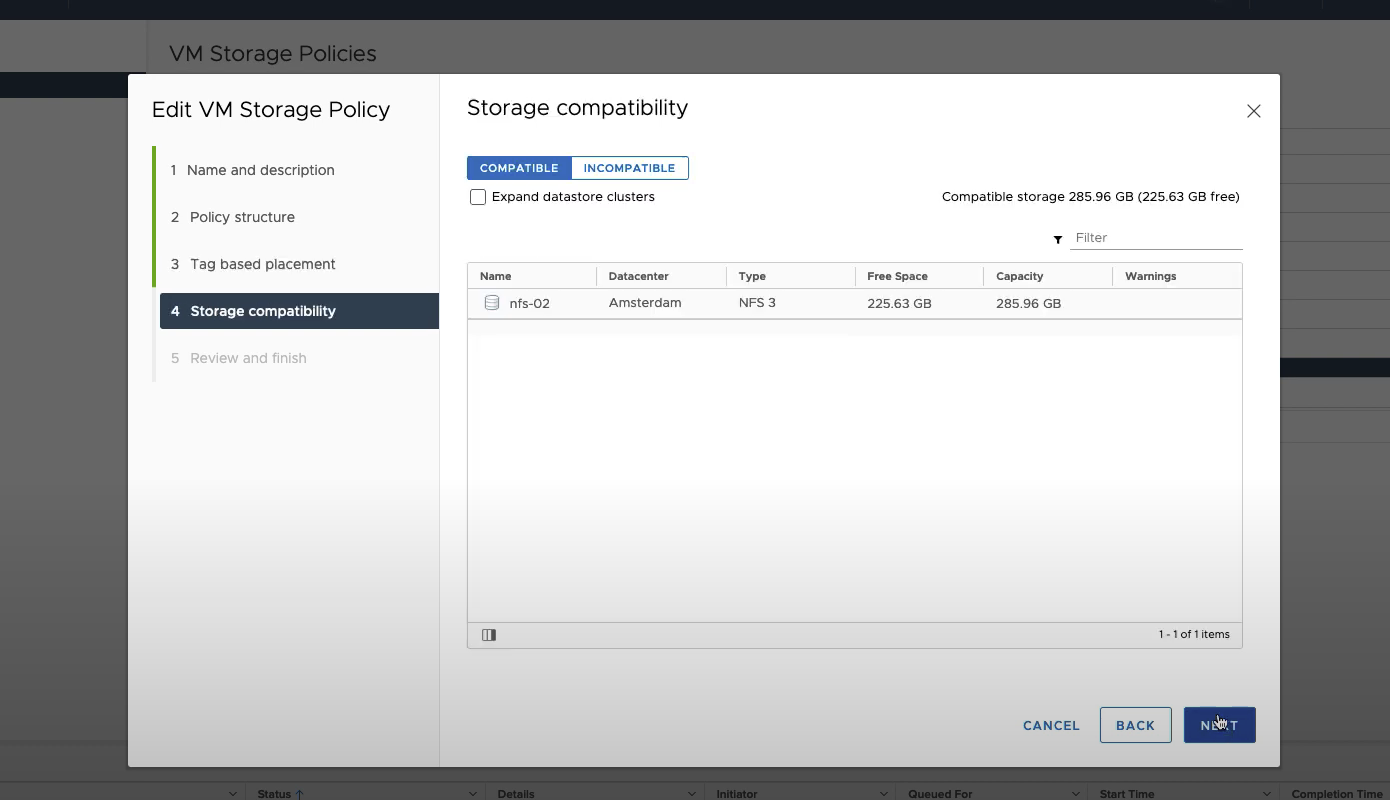 VM Storage Policies
Edit VM Storage Policy
1 Name and description
2 Policy structure
3 Tag based placement
4 Storage compatibility
5 Review and finish
Storage compatibility
COMPATIBLE INCOMPATIBLE
Expand datastore clusters
Compatible storage 285.96 GB (225.63 GB free)
Filter
Name Datacenter Type Free Space Capacity Warnings
nfs-02 Amsterdam NFS 3 225.63 GB 285.96 GB
1 - 1 of 1 items
CANCEL BACK NEXT
Status Details Initiator Queued For Start Time Completion Time